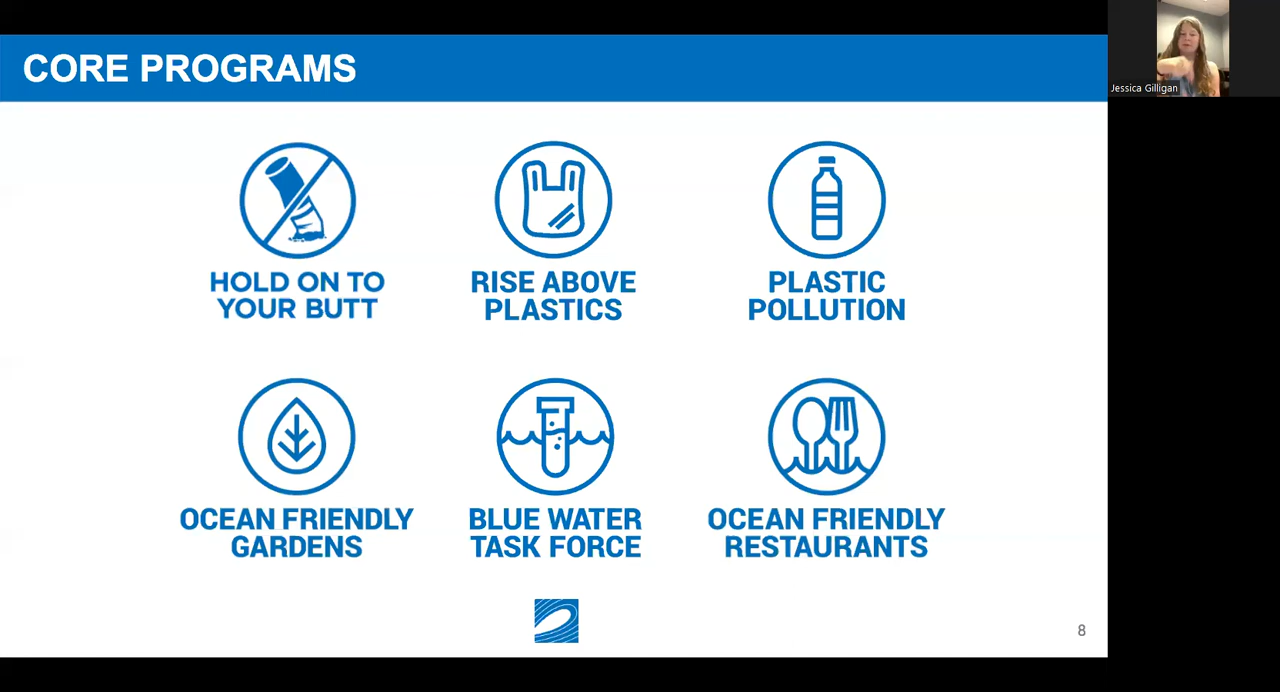 CORE PROGRAMS
Jessica Gilligan
HOLD ON TO
YOUR BUTT
RISE ABOVE
PLASTICS
PLASTIC
POLLUTION
OCEAN FRIENDLY
GARDENS
BLUE WATER
TASK FORCE
OCEAN FRIENDLY
RESTAURANTS
8